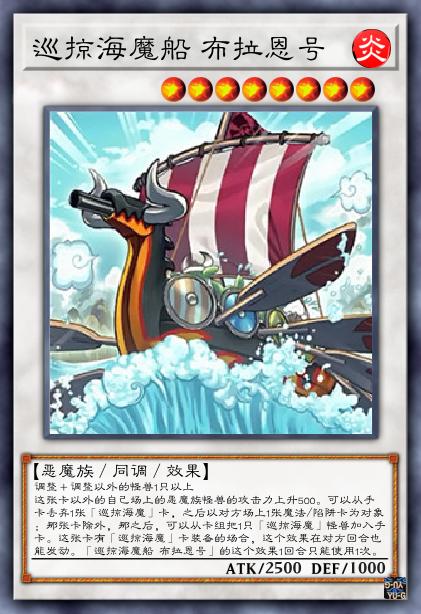 巡掠海魔船 布拉恩号
炎
【恶魔族／同调／效果】
调整＋调整以外的怪兽1只以上
这张卡以外的自己场上的恶魔族怪兽的攻击力上升500。可以从手
卡丢弃1张「巡掠海魔」卡，之后以对方场上1张魔法/陷阱卡为对象
；那张卡除外，那之后，可以从卡组把1只「巡掠海魔」怪兽加入手
卡。这张卡有「巡掠海魔」卡装备的场合，这个效果在对方回合也
能发动。「巡掠海魔船 布拉恩号」的这个效果1回合只能使用1次。
ATK/2500 DEF/1000
YU-G